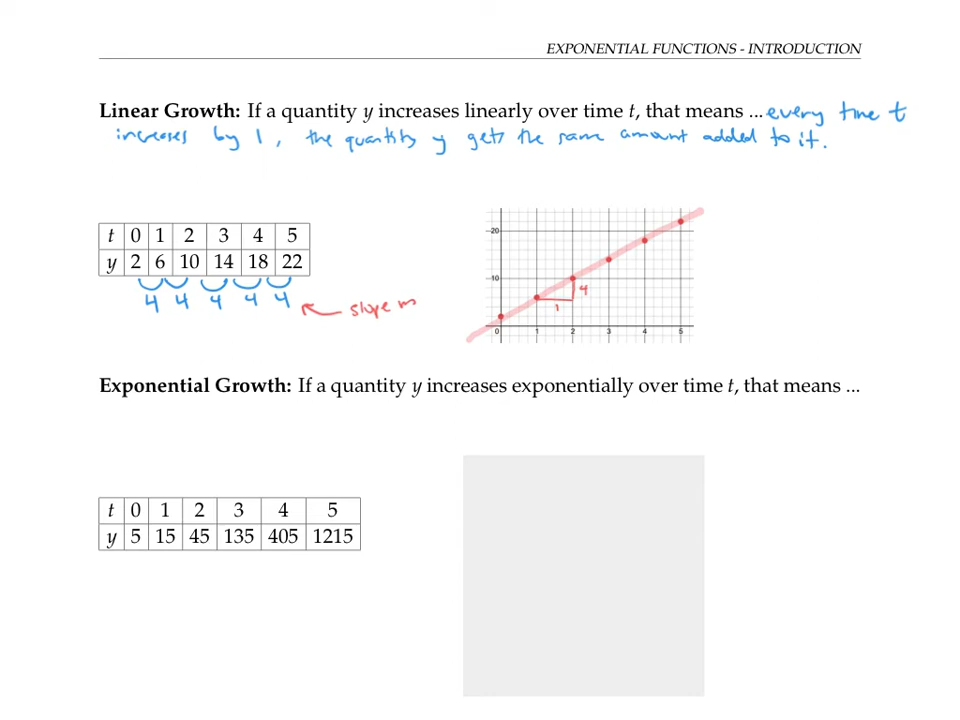 EXPONENTIAL FUNCTIONS - INTRODUCTION
Linear Growth: If a quantity y increases linearly over time t, that means ... every time t
increases by 1, the quantity y gets the same amount added to it.
t 0 1 2 3 4 5
y 2 6 10 14 18 22
4 4 4 4 4
slope m
20
10
0 1 2 3 4 5
4
1
Exponential Growth: If a quantity y increases exponentially over time t, that means ...
t 0 1 2 3 4 5
y 5 15 45 135 405 1215